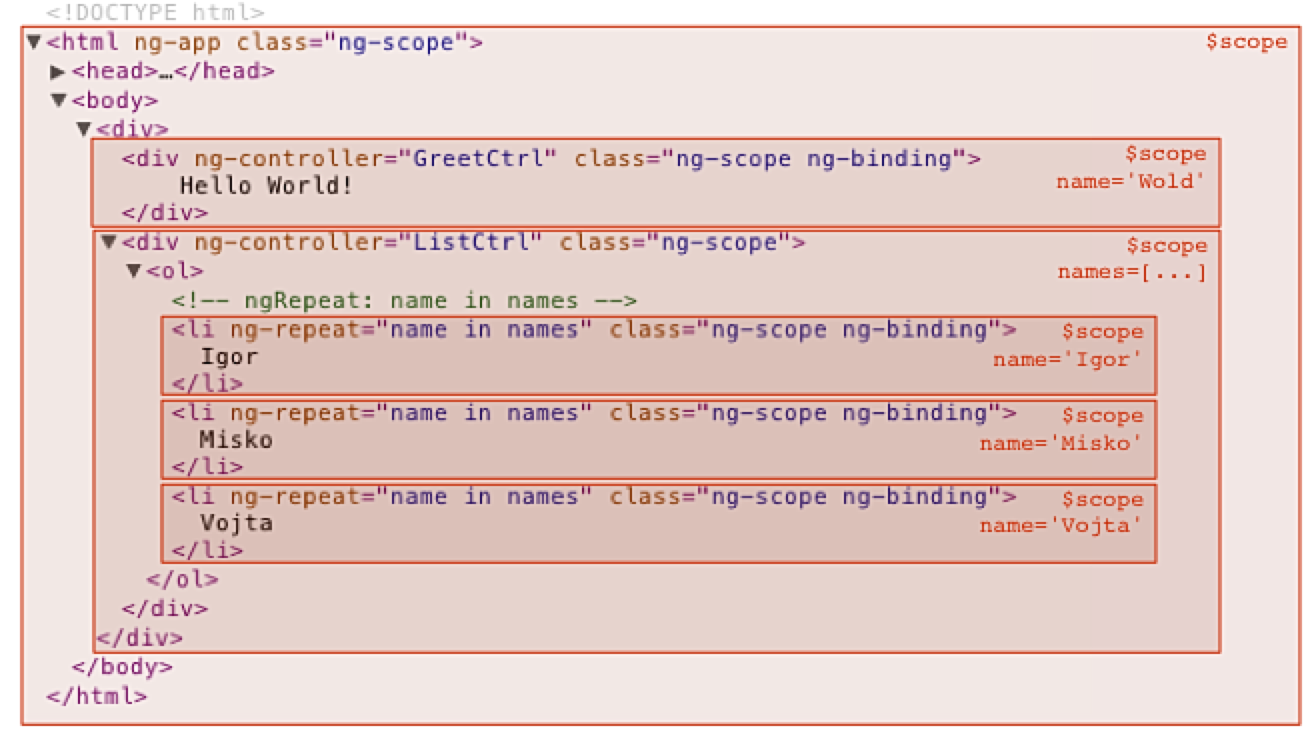 <!DOCTYPE html>
▼<html ng-app class="ng-scope"> $scope
▶<head>…</head>
▼<body>
▼<div>
<div ng-controller="GreetCtrl" class="ng-scope ng-binding"> $scope
Hello World! name='Wold'
</div>
▼<div ng-controller="ListCtrl" class="ng-scope"> $scope
▼<ol> names=[...]
<!-- ngRepeat: name in names -->
<li ng-repeat="name in names" class="ng-scope ng-binding"> $scope
Igor name='Igor'
</li>
<li ng-repeat="name in names" class="ng-scope ng-binding"> $scope
Misko name='Misko'
</li>
<li ng-repeat="name in names" class="ng-scope ng-binding"> $scope
Vojta name='Vojta'
</li>
</ol>
</div>
</div>
</body>
</html>